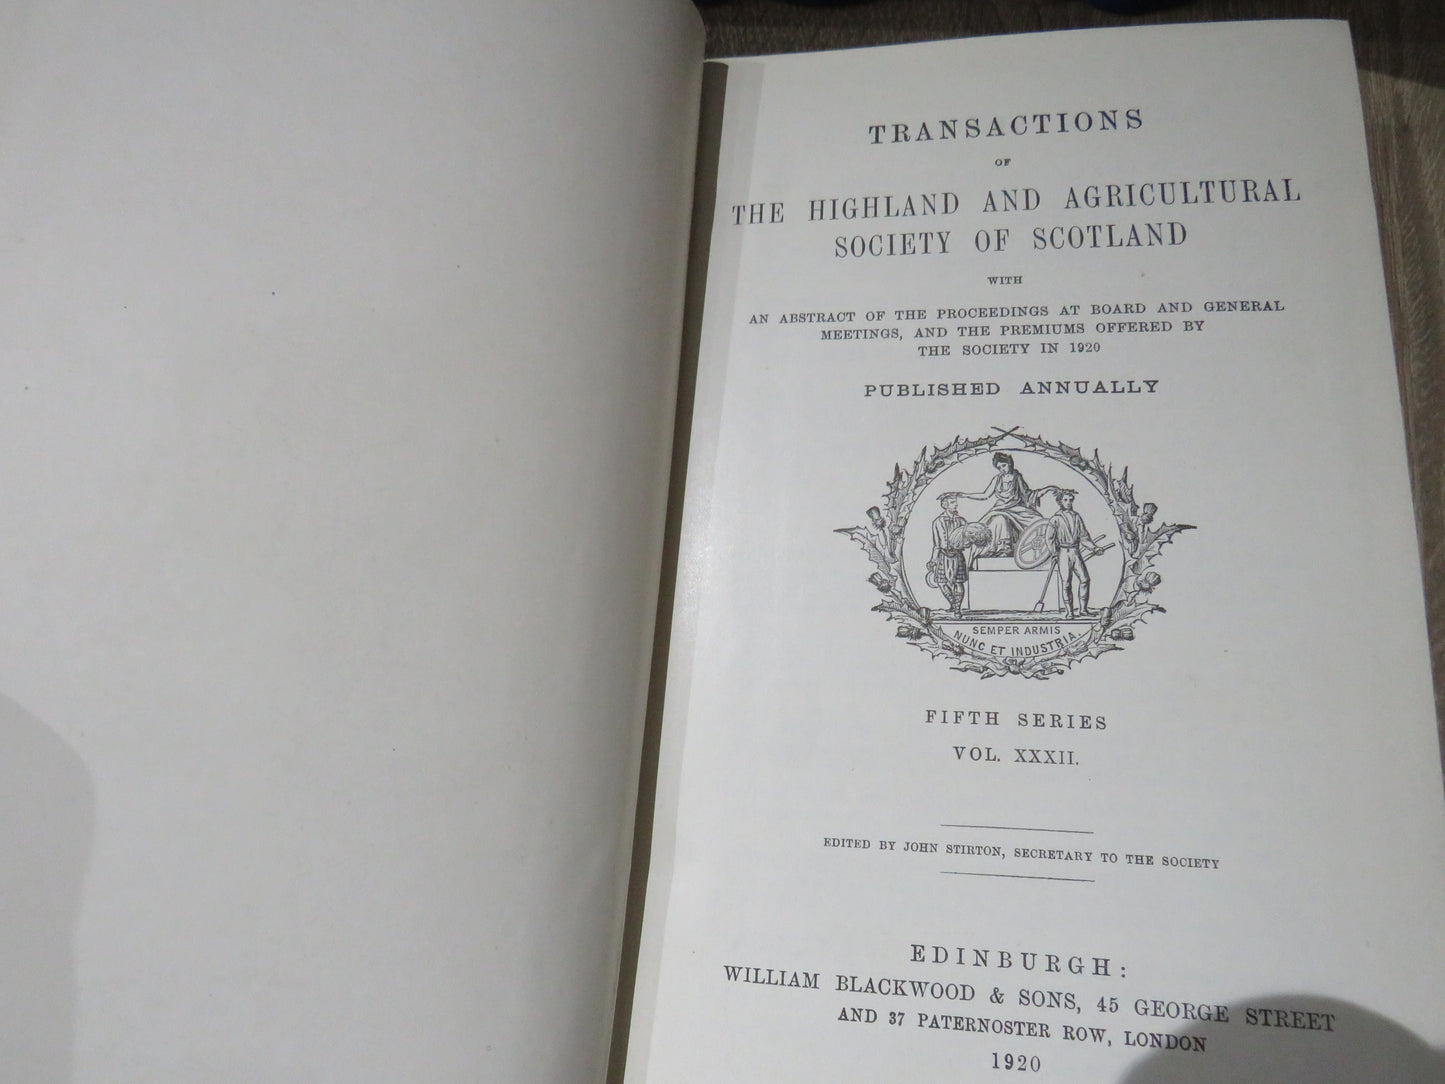 TRANSACTIONS
OF
THE HIGHLAND AND AGRICULTURAL
SOCIETY OF SCOTLAND
WITH
AN ABSTRACT OF THE PROCEEDINGS AT BOARD AND GENERAL
MEETINGS, AND THE PREMIUMS OFFERED BY
THE SOCIETY IN 1920
PUBLISHED ANNUALLY
SEMPER ARMIS
NUNC ET INDUSTRIA.
FIFTH SERIES
VOL. XXXII.
EDITED BY JOHN STIRTON, SECRETARY TO THE SOCIETY
EDINBURGH:
WILLIAM BLACKWOOD & SONS, 45 GEORGE STREET
AND 37 PATERNOSTER ROW, LONDON
1920